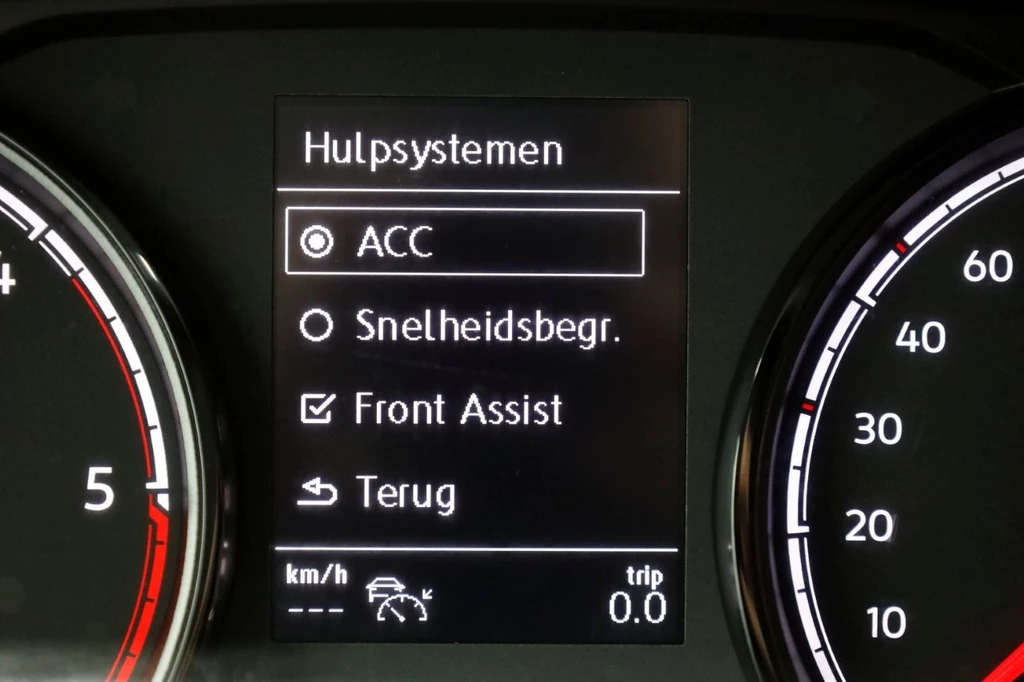 Hulpsystemen
ACC
Snelheidsbegr.
Front Assist
Terug
km/h
---
trip
0.0
4
5
60
40
30
20
10